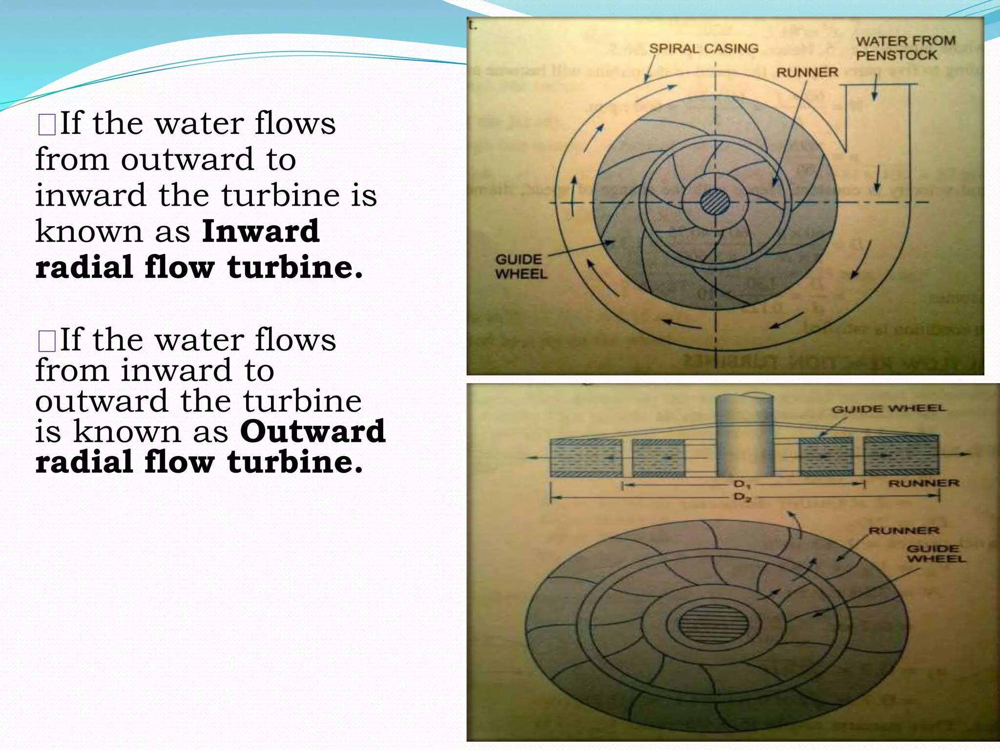 If the water flows
from outward to
inward the turbine is
known as Inward
radial flow turbine.
If the water flows
from inward to
outward the turbine
is known as Outward
radial flow turbine.
SPIRAL CASING
WATER FROM
PENSTOCK
RUNNER
GUIDE
WHEEL
GUIDE WHEEL
D₁
RUNNER
D₂
RUNNER
GUIDE
WHEEL